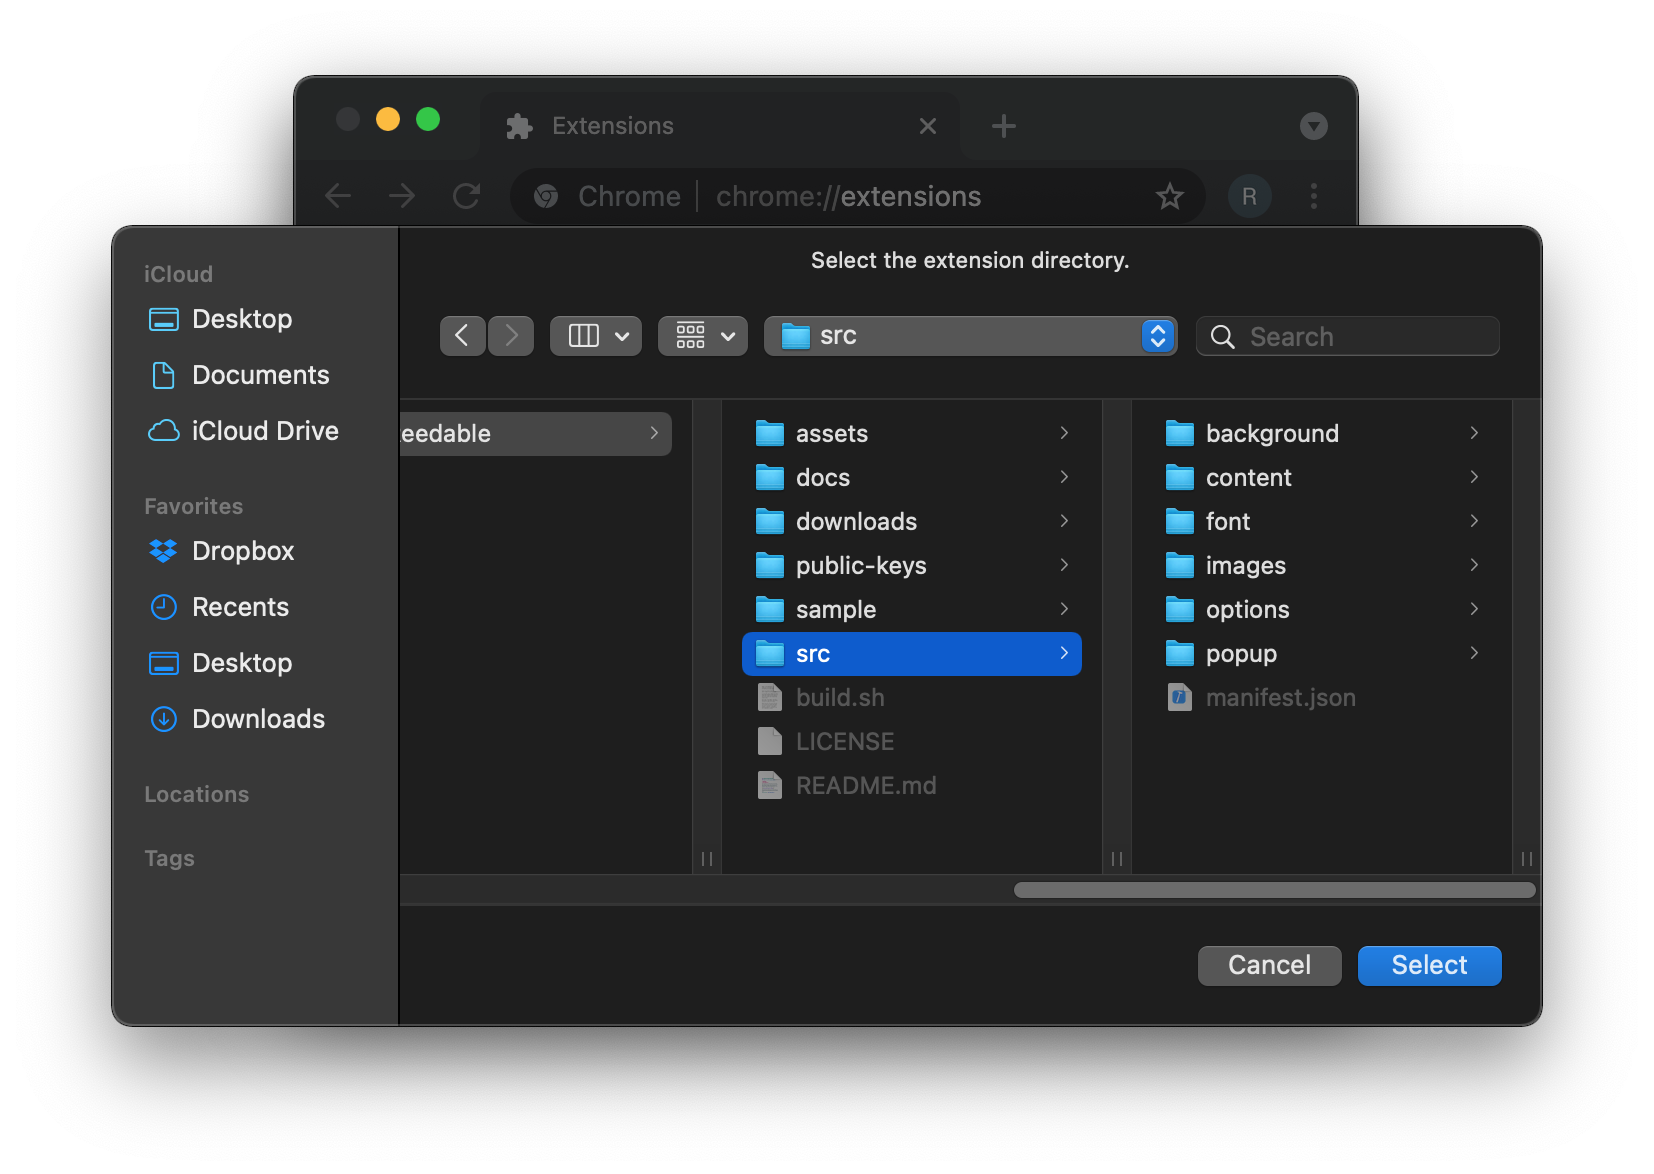 Extensions
Chrome
chrome://extensions
R
Select the extension directory.
src
Search
iCloud
Desktop
Documents
iCloud Drive
Favorites
Dropbox
Recents
Desktop
Downloads
Locations
Tags
eedable
assets
docs
downloads
public-keys
sample
src
build.sh
LICENSE
README.md
background
content
font
images
options
popup
manifest.json
Cancel
Select